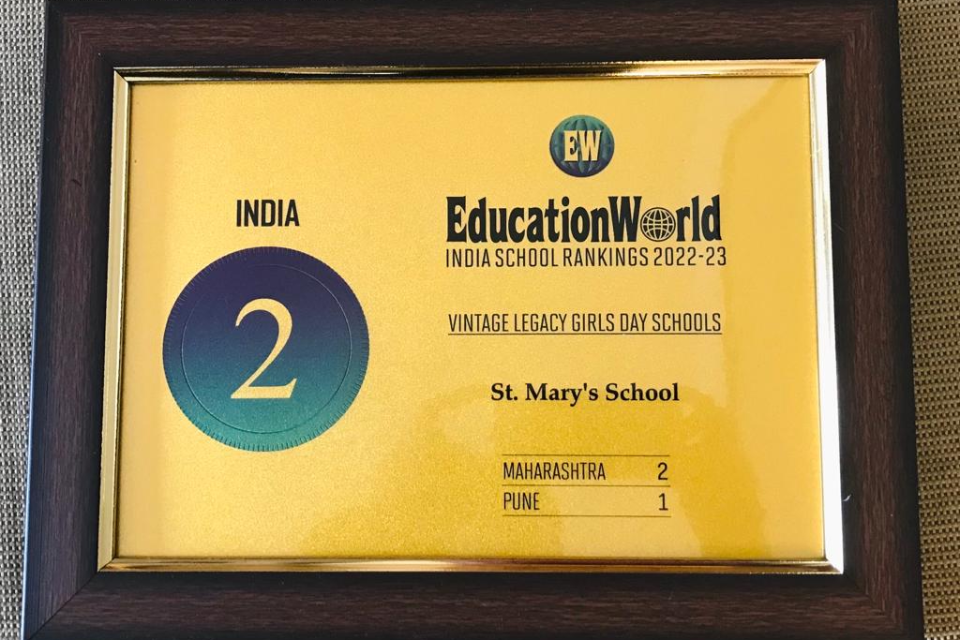 INDIA
2
EW
EducationWorld
INDIA SCHOOL RANKINGS 2022-23
VINTAGE LEGACY GIRLS DAY SCHOOLS
St. Mary's School
MAHARASHTRA 2
PUNE 1